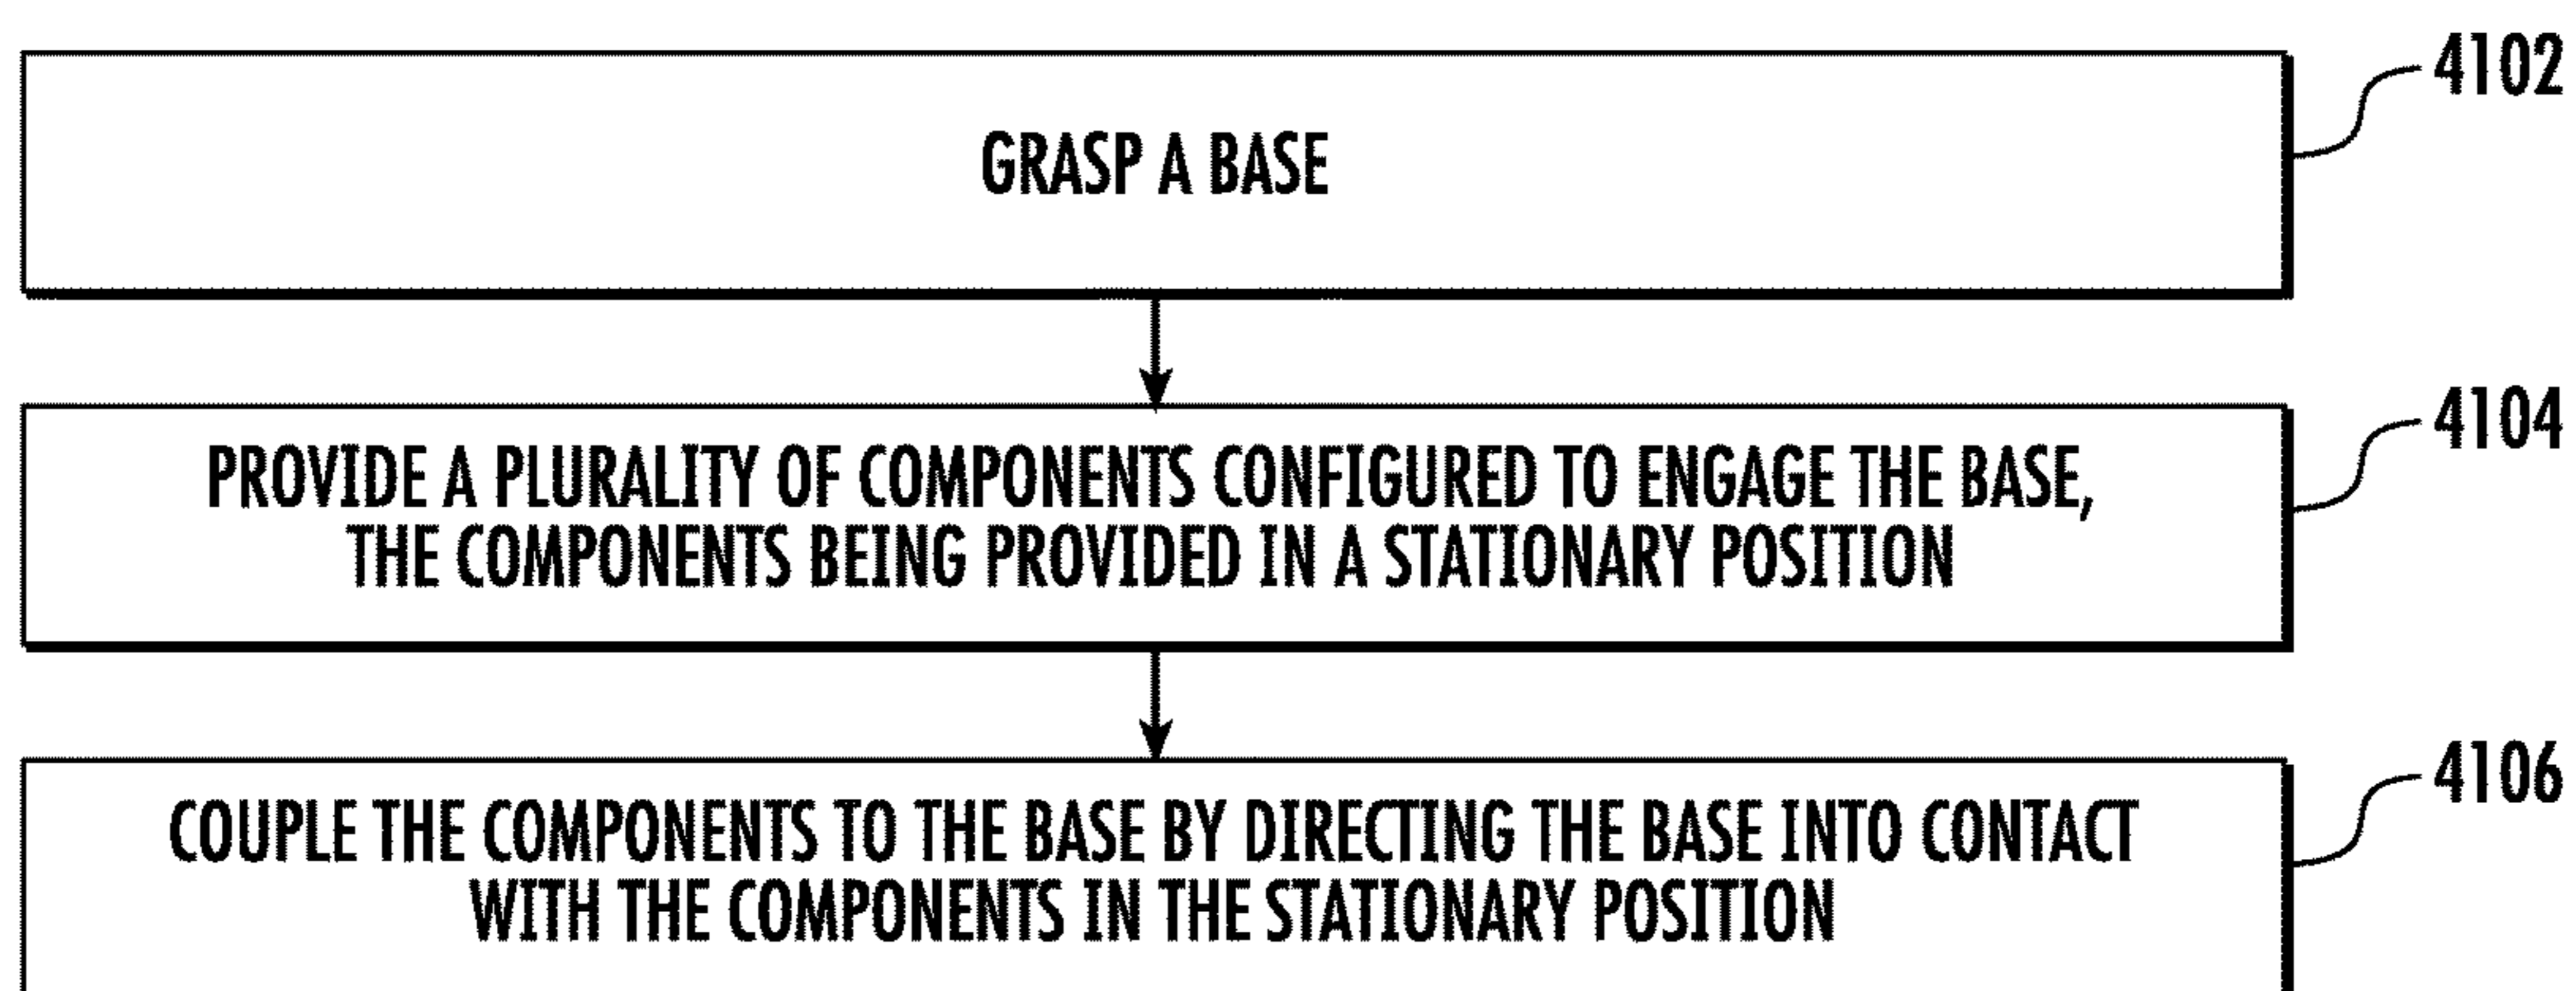 4102
GRASP A BASE
4104
PROVIDE A PLURALITY OF COMPONENTS CONFIGURED TO ENGAGE THE BASE,
THE COMPONENTS BEING PROVIDED IN A STATIONARY POSITION
4106
COUPLE THE COMPONENTS TO THE BASE BY DIRECTING THE BASE INTO CONTACT
WITH THE COMPONENTS IN THE STATIONARY POSITION